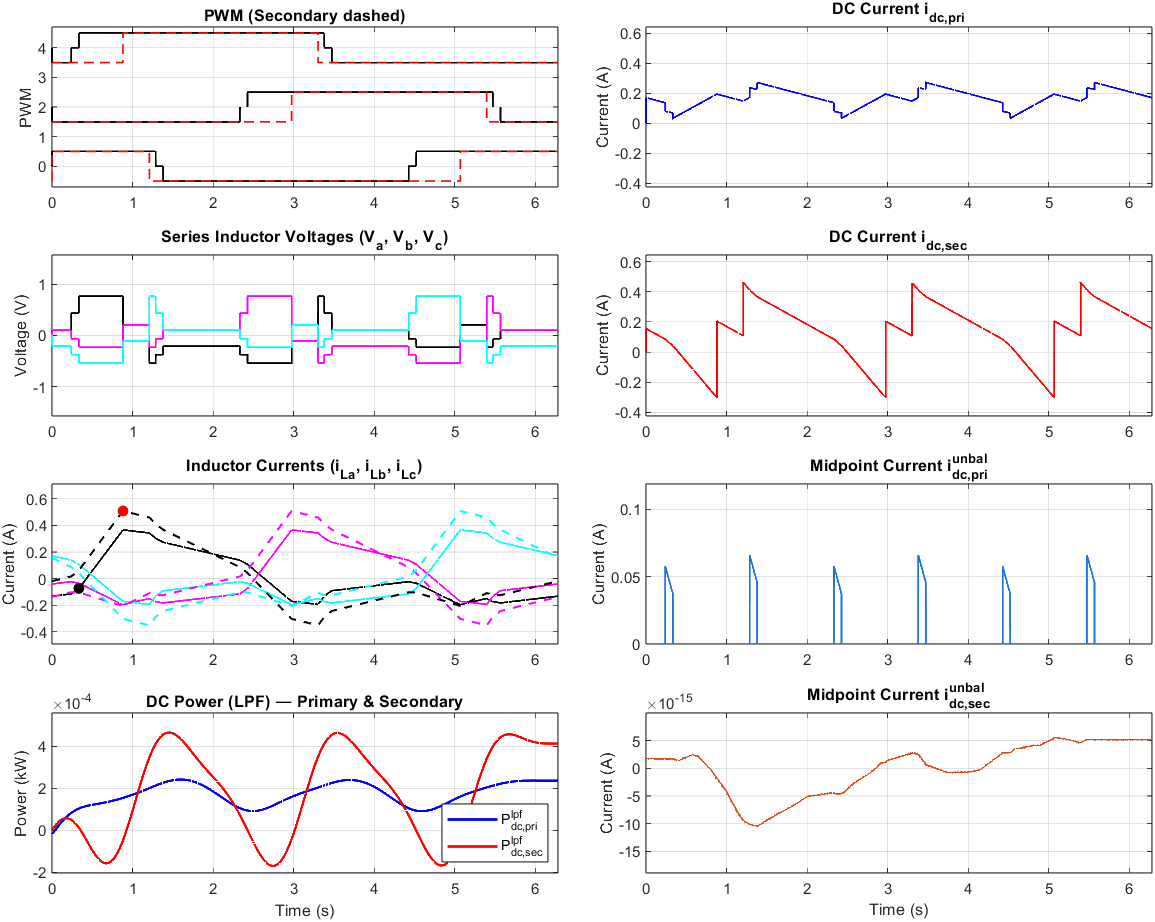 PWM (Secondary dashed)
PWM
4
3
2
1
0
0 1 2 3 4 5 6
DC Current i_dc,pri
Current (A)
0.6
0.4
0.2
0
-0.2
-0.4
0 1 2 3 4 5 6
Series Inductor Voltages (V_a, V_b, V_c)
Voltage (V)
1
0
-1
0 1 2 3 4 5 6
DC Current i_dc,sec
Current (A)
0.6
0.4
0.2
0
-0.2
-0.4
0 1 2 3 4 5 6
Inductor Currents (i_La, i_Lb, i_Lc)
Current (A)
0.6
0.4
0.2
0
-0.2
-0.4
0 1 2 3 4 5 6
Midpoint Current i_dc,pri^unbal
Current (A)
0.1
0.05
0
0 1 2 3 4 5 6
DC Power (LPF) — Primary & Secondary
×10^-4
Power (kW)
4
2
0
-2
P_dc,pri^lpf
P_dc,sec^lpf
0 1 2 3 4 5 6
Time (s)
Midpoint Current i_dc,sec^unbal
×10^-15
Current (A)
5
0
-5
-10
-15
0 1 2 3 4 5 6
Time (s)